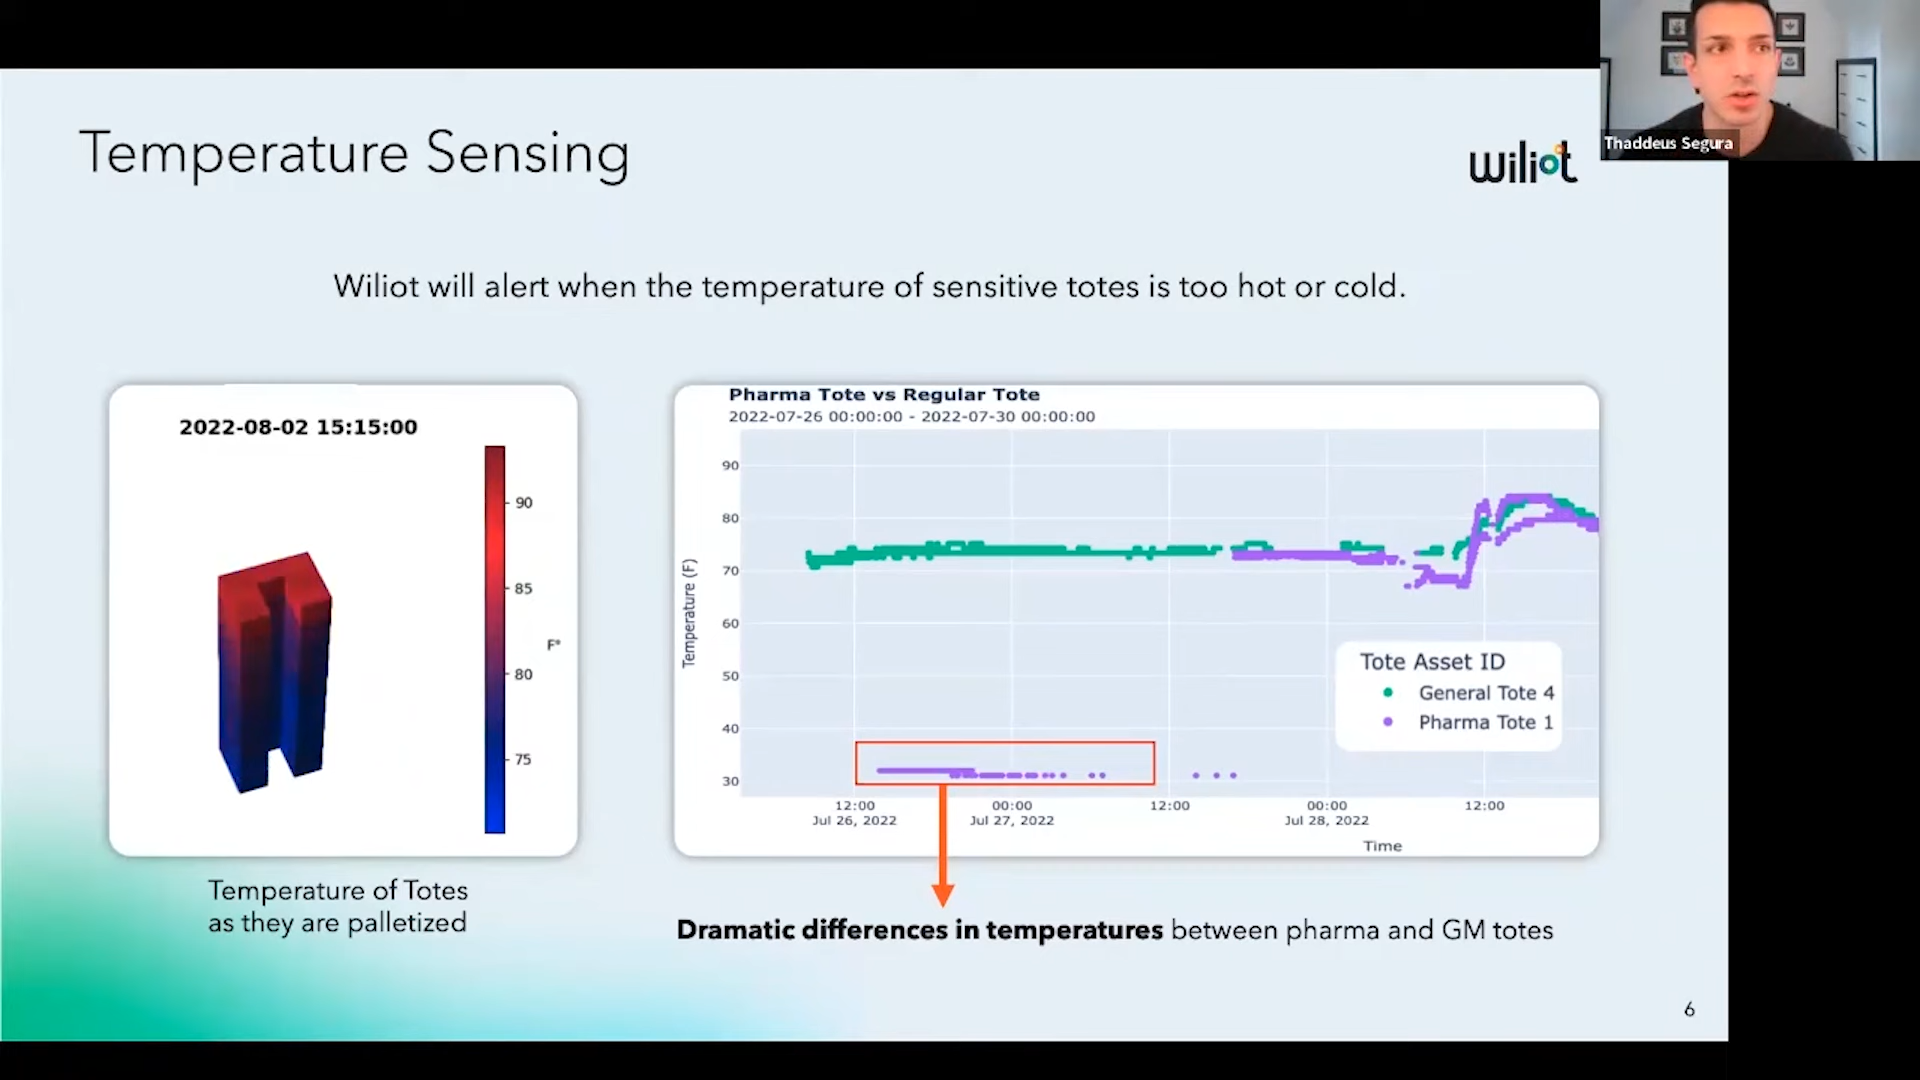 Thaddeus Segura
Temperature Sensing
wiliot
Wiliot will alert when the temperature of sensitive totes is too hot or cold.
2022-08-02 15:15:00
90
85
F°
80
75
Temperature of Totes
as they are palletized
Pharma Tote vs Regular Tote
2022-07-26 00:00:00 - 2022-07-30 00:00:00
Temperature (F)
90
80
70
60
50
40
30
Tote Asset ID
General Tote 4
Pharma Tote 1
12:00 00:00 12:00 00:00 12:00
Jul 26, 2022 Jul 27, 2022 Jul 28, 2022
Time
Dramatic differences in temperatures between pharma and GM totes
6